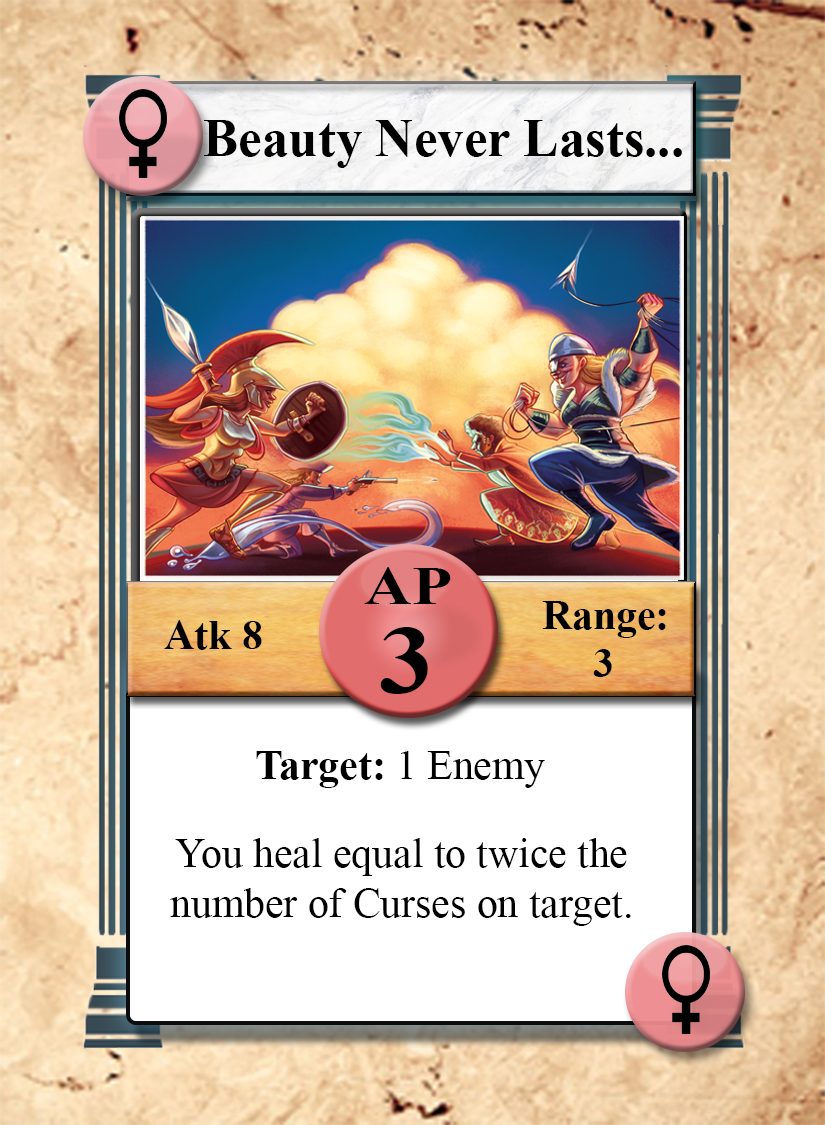 Beauty Never Lasts...
Atk 8
AP
3
Range:
3
Target: 1 Enemy
You heal equal to twice the
number of Curses on target.